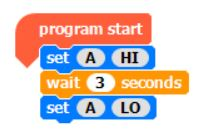 program start
set A HI
wait 3 seconds
set A LO